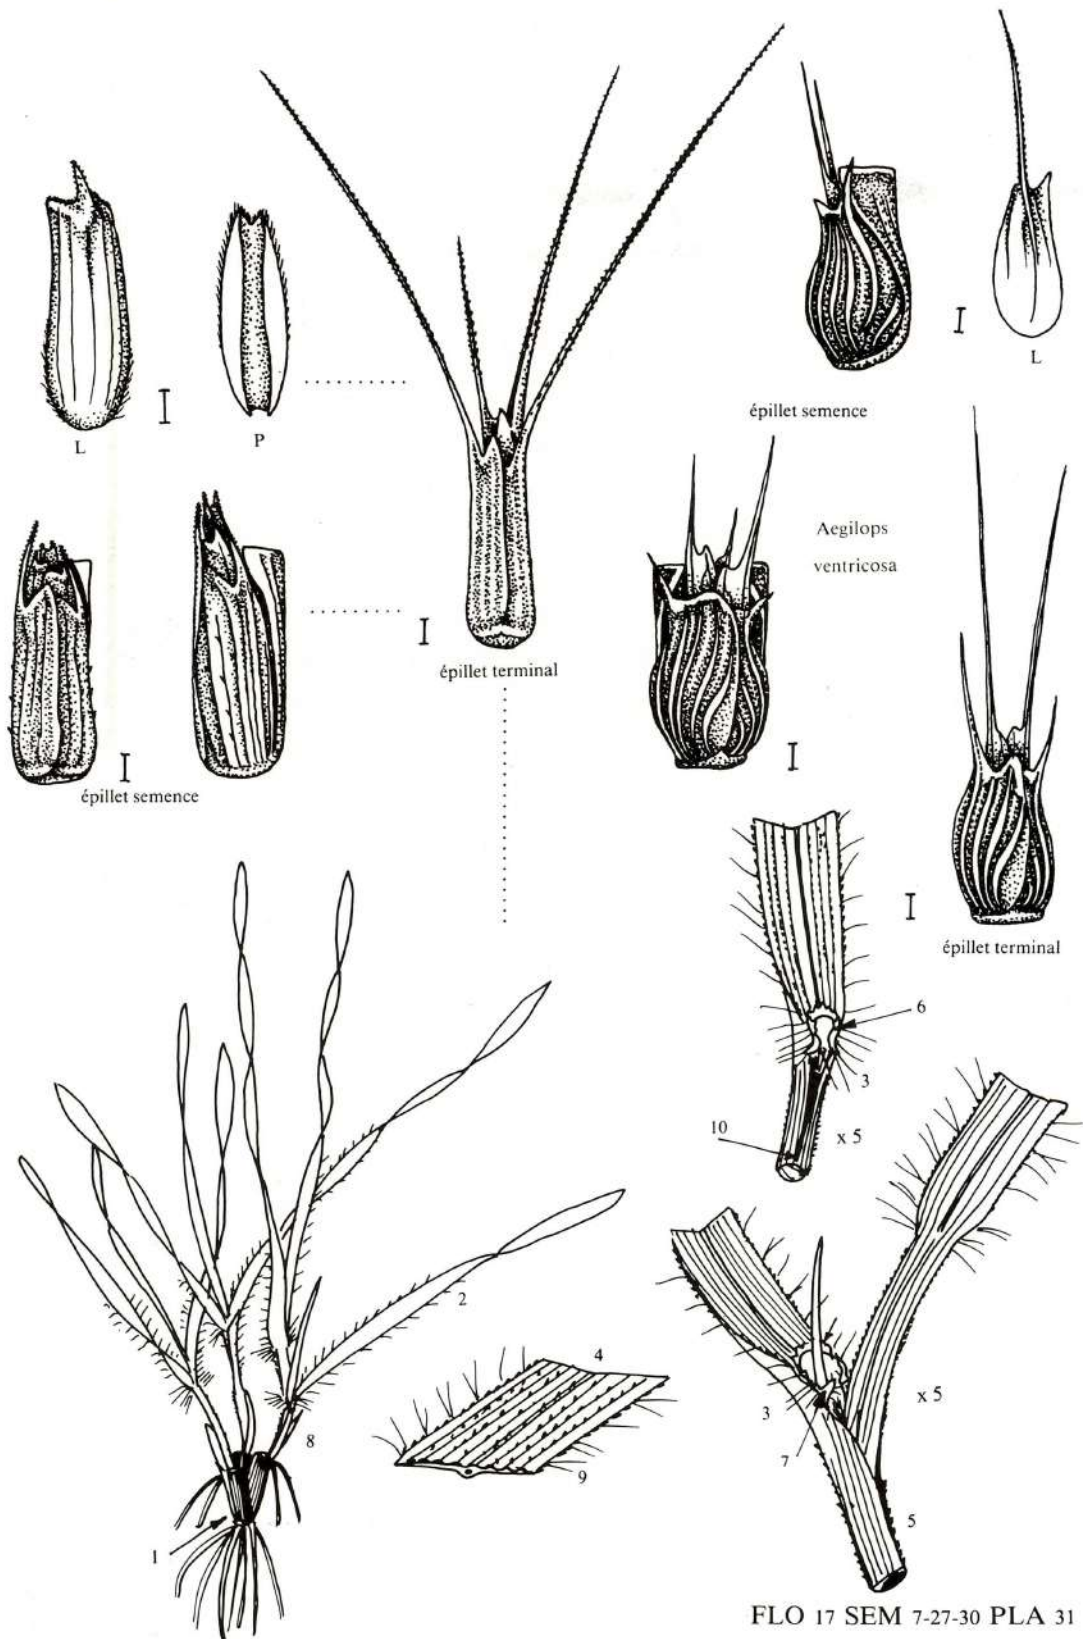 L
P
épillet semence
L
épillet terminal
Aegilops
ventricosa
épillet semence
épillet terminal
6
3
10
x 5
2
4
3
x 5
8
9
7
5
1
FLO 17 SEM 7-27-30 PLA 31